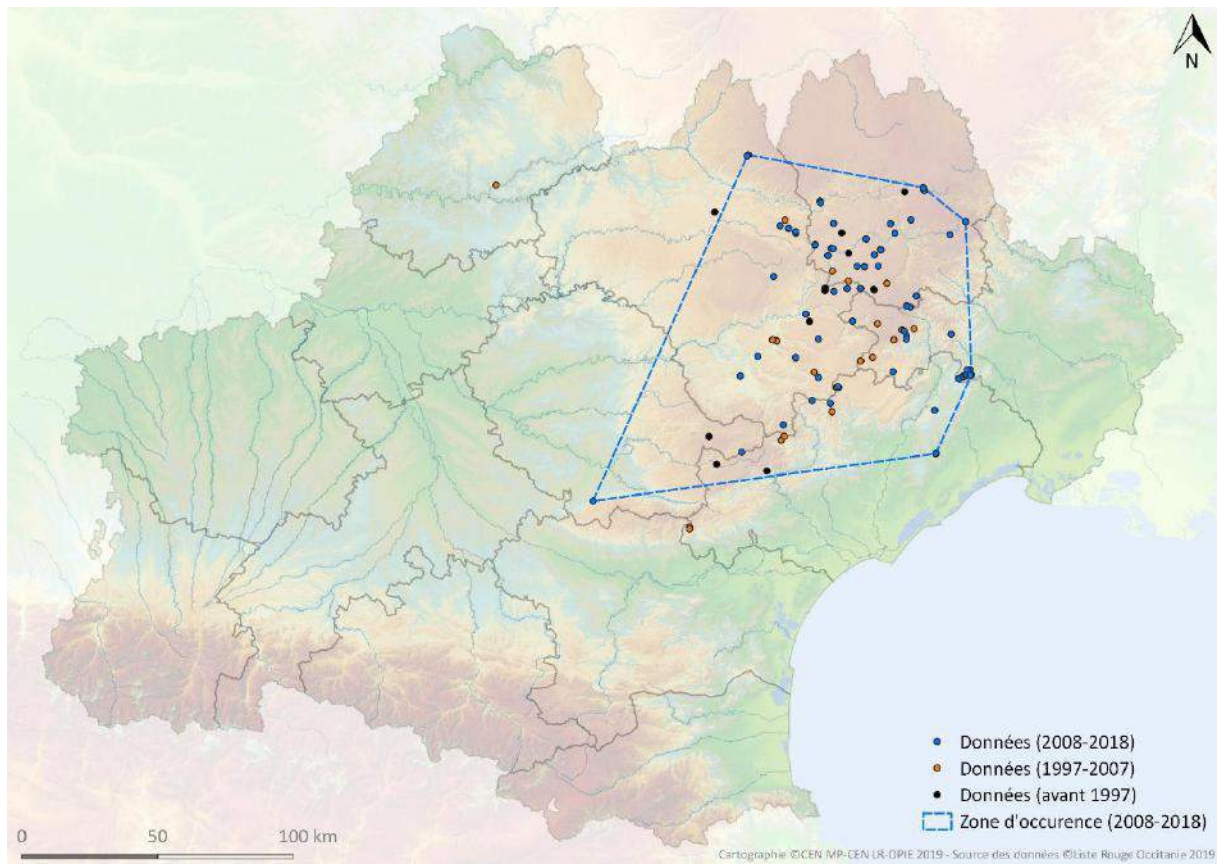 N
Données (2008-2018)
Données (1997-2007)
Données (avant 1997)
Zone d'occurence (2008-2018)
0 50 100 km
Cartographie ©CEN MP-CEN LR-OPIE 2019 - Source des données ©Liste Rouge Occitanie 2019